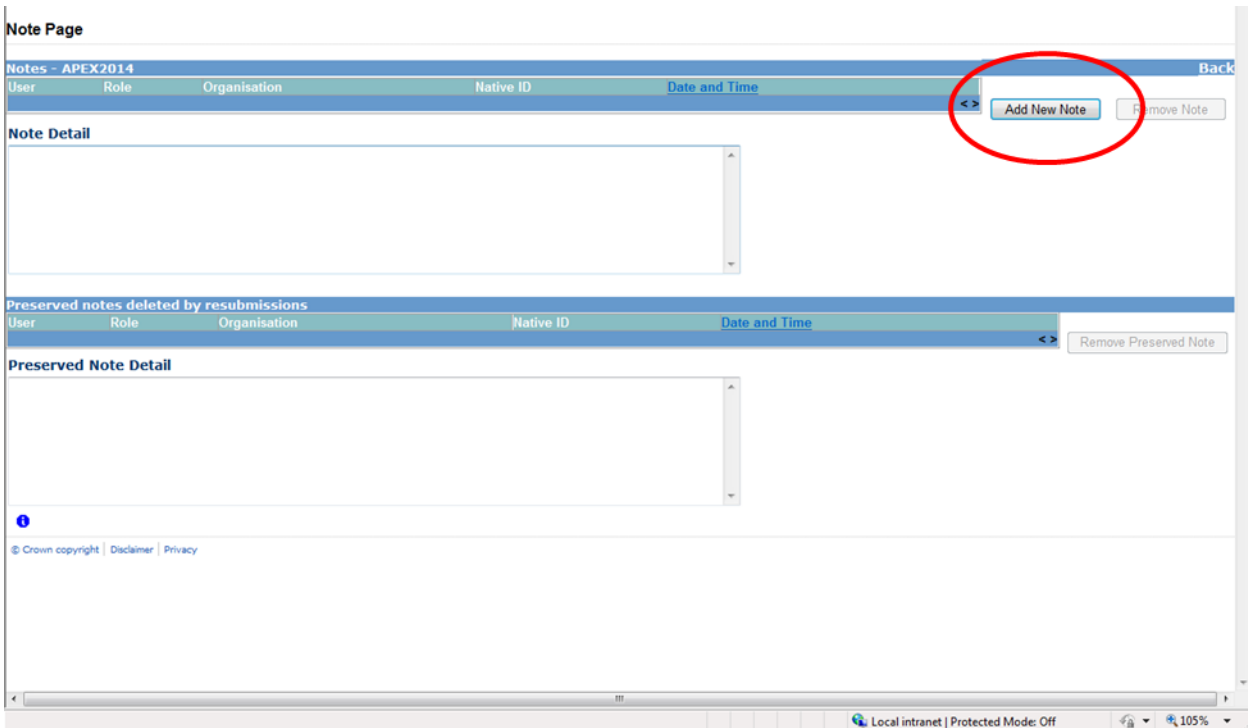 Note Page
Notes - APEX2014 Back
User Role Organisation Native ID Date and Time
< > Add New Note Remove Note
Note Detail
Preserved notes deleted by resubmissions
User Role Organisation Native ID Date and Time
< > Remove Preserved Note
Preserved Note Detail
© Crown copyright | Disclaimer | Privacy
Local intranet | Protected Mode: Off 105%